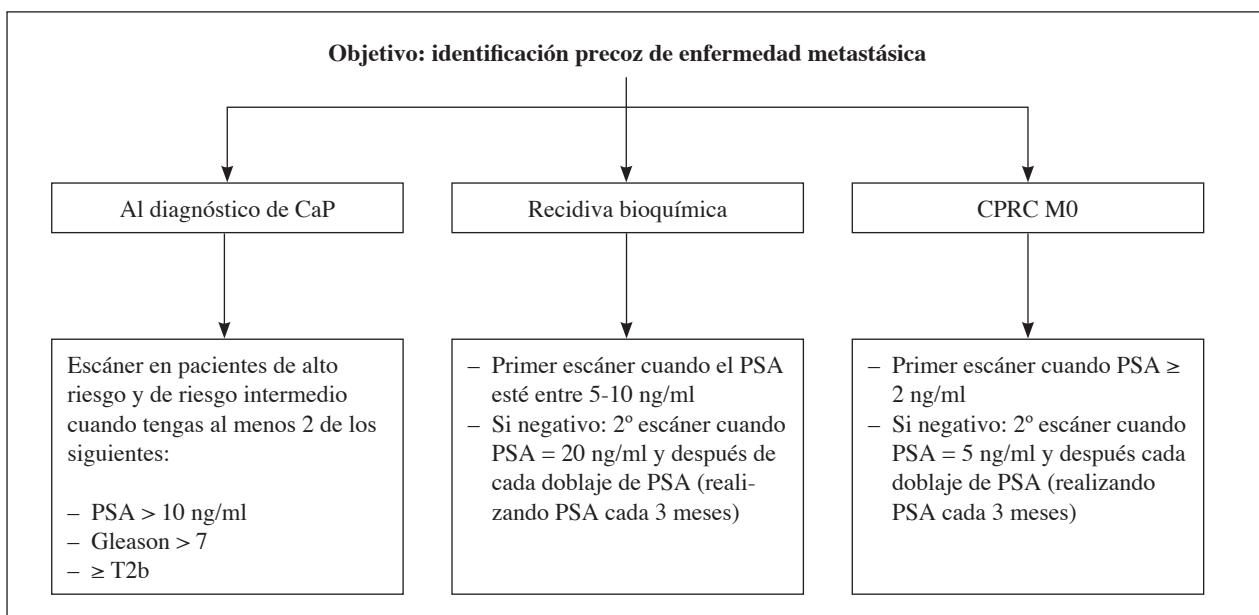 Objetivo: identificación precoz de enfermedad metastásica
Al diagnóstico de CaP
Recidiva bioquímica
CPRC M0
Escáner en pacientes de alto
riesgo y de riesgo intermedio
cuando tengas al menos 2 de los
siguientes:
– PSA > 10 ng/ml
– Gleason > 7
– ≥ T2b
– Primer escáner cuando el PSA
esté entre 5-10 ng/ml
– Si negativo: 2º escáner cuando
PSA = 20 ng/ml y después de
cada doblaje de PSA (reali-
zando PSA cada 3 meses)
– Primer escáner cuando PSA ≥
2 ng/ml
– Si negativo: 2º escáner cuando
PSA = 5 ng/ml y después cada
doblaje de PSA (realizando
PSA cada 3 meses)